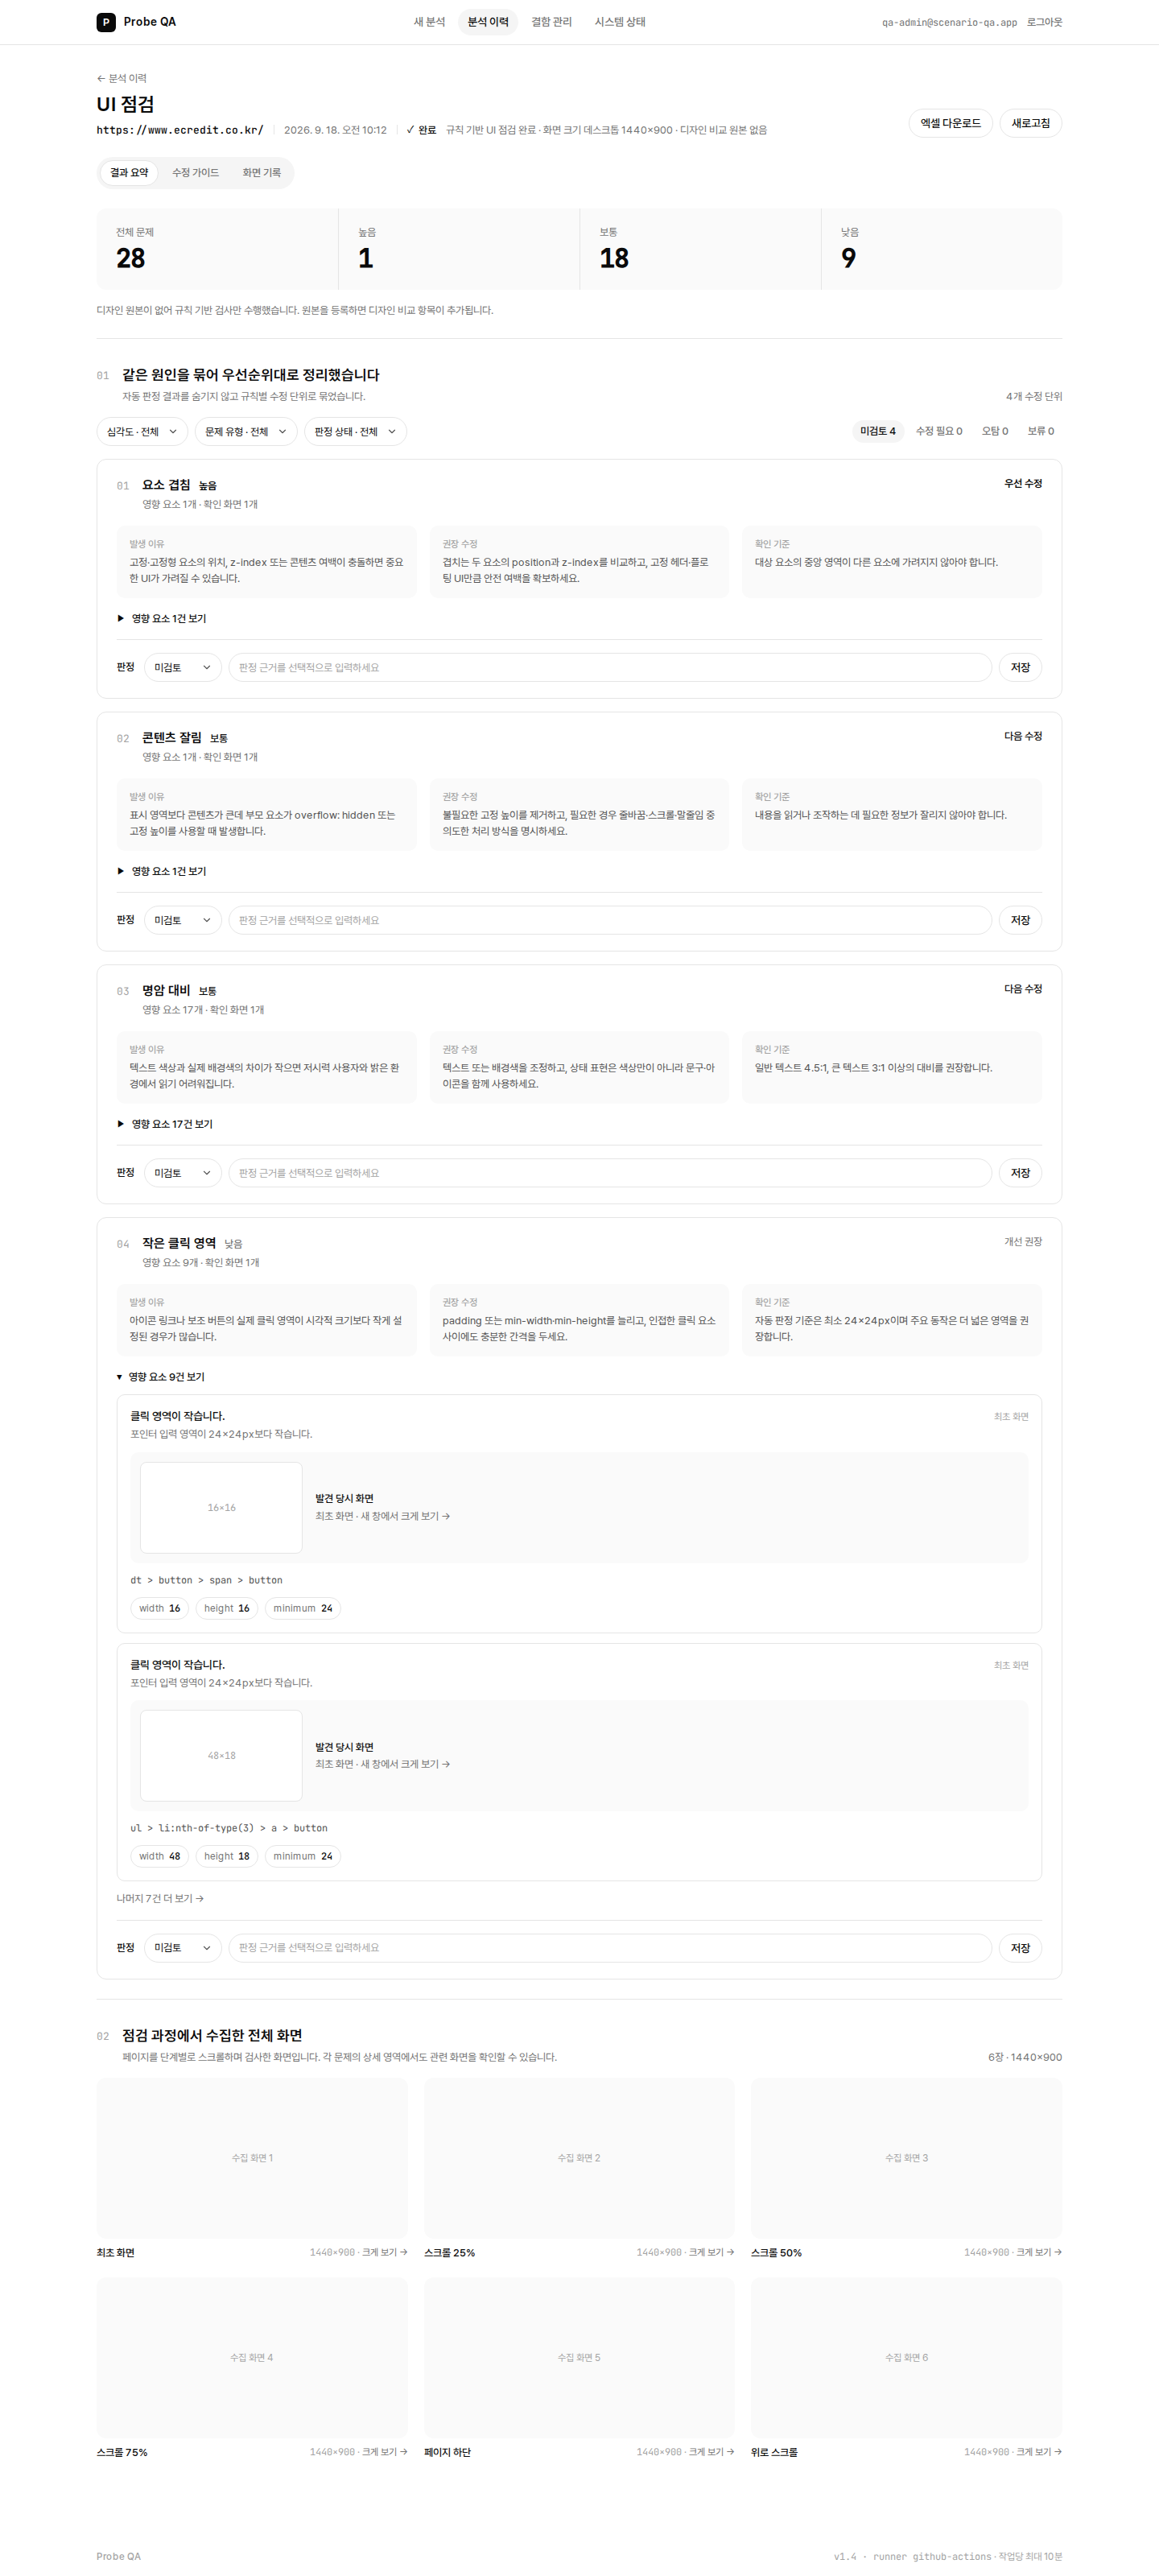 P Probe QA 새 분석 분석 이력 결함 관리 시스템 상태 qa-admin@scenario-qa.app 로그아웃
← 분석 이력
UI 점검
https://www.ecredit.co.kr/ 2026. 9. 18. 오전 10:12 ✓ 완료 규칙 기반 UI 점검 완료 · 화면 크기 데스크톱 1440×900 · 디자인 비교 원본 없음 엑셀 다운로드 새로고침
결과 요약 수정 가이드 화면 기록
전체 문제 높음 보통 낮음
28 1 18 9
디자인 원본이 없어 규칙 기반 검사만 수행했습니다. 원본을 등록하면 디자인 비교 항목이 추가됩니다.
01 같은 원인을 묶어 우선순위대로 정리했습니다
자동 판정 결과를 숨기지 않고 규칙별 수정 단위로 묶었습니다. 4개 수정 단위
심각도 · 전체 문제 유형 · 전체 판정 상태 · 전체 미검토 4 수정 필요 0 오탐 0 보류 0
01 요소 겹침 높음 우선 수정
영향 요소 1개 · 확인 화면 1개
발생 이유
고정·고정형 요소의 위치, z-index 또는 콘텐츠 여백이 충돌하면 중요
한 UI가 가려질 수 있습니다.
권장 수정
겹치는 두 요소의 position과 z-index를 비교하고, 고정 헤더·플로
팅 UI만큼 안전 여백을 확보하세요.
확인 기준
대상 요소의 중앙 영역이 다른 요소에 가려지지 않아야 합니다.
▶ 영향 요소 1건 보기
판정 미검토 판정 근거를 선택적으로 입력하세요 저장
02 콘텐츠 잘림 보통 다음 수정
영향 요소 1개 · 확인 화면 1개
발생 이유
표시 영역보다 콘텐츠가 큰데 부모 요소가 overflow: hidden 또는
고정 높이를 사용할 때 발생합니다.
권장 수정
불필요한 고정 높이를 제거하고, 필요한 경우 줄바꿈·스크롤·말줄임 중
의도한 처리 방식을 명시하세요.
확인 기준
내용을 읽거나 조작하는 데 필요한 정보가 잘리지 않아야 합니다.
▶ 영향 요소 1건 보기
판정 미검토 판정 근거를 선택적으로 입력하세요 저장
03 명암 대비 보통 다음 수정
영향 요소 17개 · 확인 화면 1개
발생 이유
텍스트 색상과 실제 배경색의 차이가 작으면 저시력 사용자와 밝은 환
경에서 읽기 어려워집니다.
권장 수정
텍스트 또는 배경색을 조정하고, 상태 표현은 색상만이 아니라 문구·아
이콘을 함께 사용하세요.
확인 기준
일반 텍스트 4.5:1, 큰 텍스트 3:1 이상의 대비를 권장합니다.
▶ 영향 요소 17건 보기
판정 미검토 판정 근거를 선택적으로 입력하세요 저장
04 작은 클릭 영역 낮음 개선 권장
영향 요소 9개 · 확인 화면 1개
발생 이유
아이콘 링크나 보조 버튼의 실제 클릭 영역이 시각적 크기보다 작게 설
정된 경우가 많습니다.
권장 수정
padding 또는 min-width·min-height를 늘리고, 인접한 클릭 요소
사이에도 충분한 간격을 두세요.
확인 기준
자동 판정 기준은 최소 24×24px이며 주요 동작은 더 넓은 영역을 권
장합니다.
▼ 영향 요소 9건 보기
클릭 영역이 작습니다. 최초 화면
포인터 입력 영역이 24×24px보다 작습니다.
16×16
발견 당시 화면
최초 화면 · 새 창에서 크게 보기 →
dt > button > span > button
width 16 height 16 minimum 24
클릭 영역이 작습니다. 최초 화면
포인터 입력 영역이 24×24px보다 작습니다.
48×18
발견 당시 화면
최초 화면 · 새 창에서 크게 보기 →
ul > li:nth-of-type(3) > a > button
width 48 height 18 minimum 24
나머지 7건 더 보기 →
판정 미검토 판정 근거를 선택적으로 입력하세요 저장
02 점검 과정에서 수집한 전체 화면
페이지를 단계별로 스크롤하며 검사한 화면입니다. 각 문제의 상세 영역에서도 관련 화면을 확인할 수 있습니다. 6장 · 1440×900
수집 화면 1 수집 화면 2 수집 화면 3
최초 화면 1440×900 · 크게 보기 → 스크롤 25% 1440×900 · 크게 보기 → 스크롤 50% 1440×900 · 크게 보기 →
수집 화면 4 수집 화면 5 수집 화면 6
스크롤 75% 1440×900 · 크게 보기 → 페이지 하단 1440×900 · 크게 보기 → 위로 스크롤 1440×900 · 크게 보기 →
Probe QA v1.4 · runner github-actions · 작업당 최대 10분